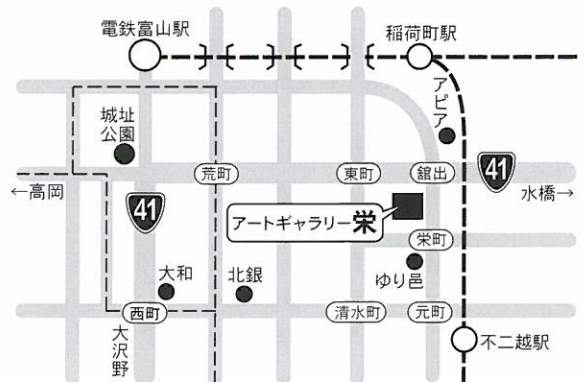 電鉄富山駅
稲荷町駅
アピア
城址
公園
荒町
東町
舘出
41
←高岡
水橋→
41
アートギャラリー栄
栄町
大和
北銀
ゆり邑
西町
清水町
元町
大沢野
不二越駅